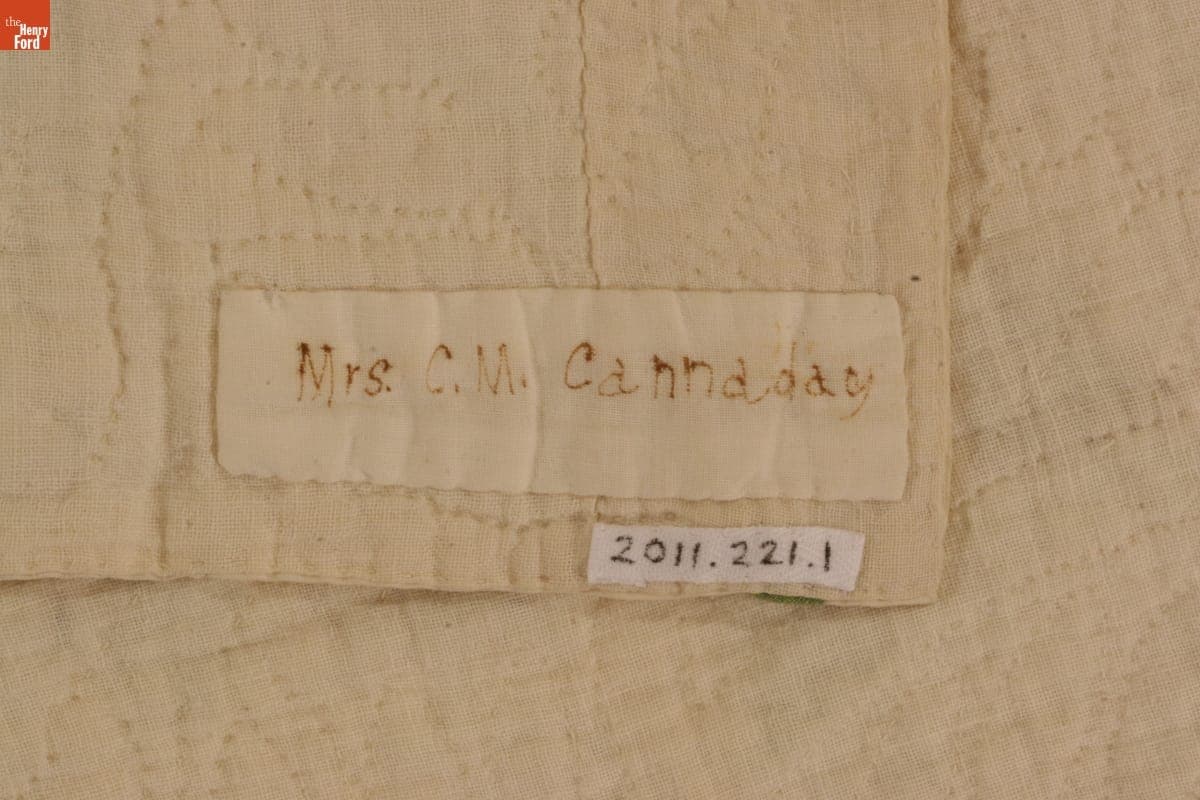 the
Henry
Ford
Mrs. C.M. Cannaday
2011.221.1